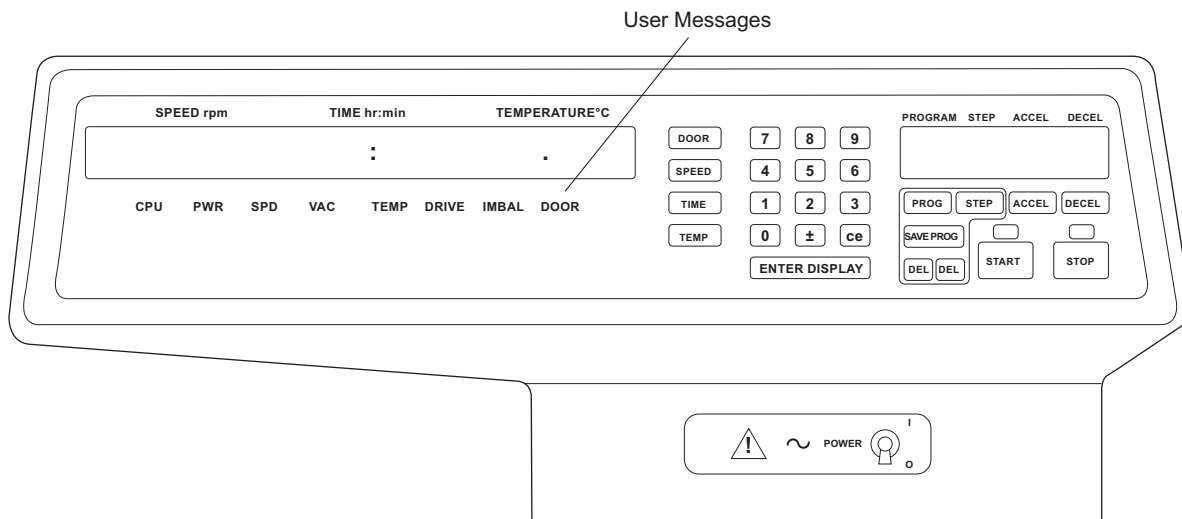 User Messages
SPEED rpm TIME hr:min TEMPERATURE°C
: .
CPU PWR SPD VAC TEMP DRIVE IMBAL DOOR
DOOR 7 8 9
SPEED 4 5 6
TIME 1 2 3
TEMP 0 ± ce
ENTER DISPLAY
PROGRAM STEP ACCEL DECEL
PROG STEP ACCEL DECEL
SAVE PROG
DEL DEL START STOP
! ~ POWER I
O